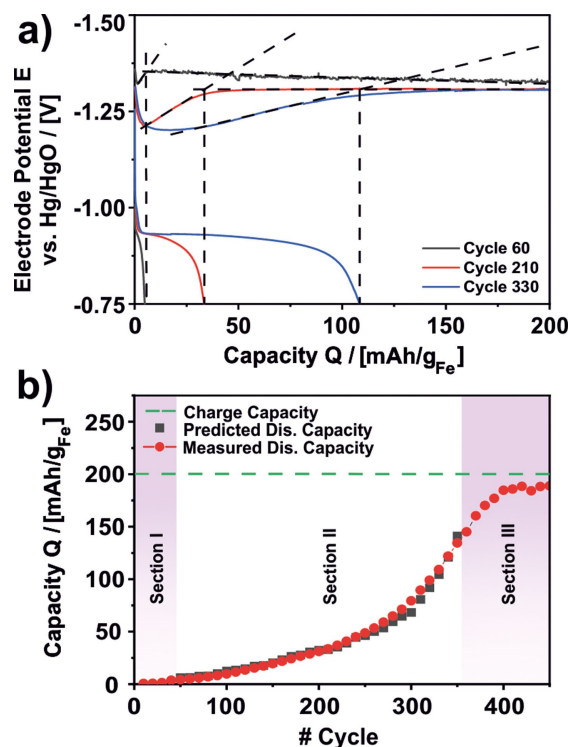 a)
Electrode Potential E
vs. Hg/HgO / [V]
-1.50
-1.25
-1.00
-0.75
Cycle 60
Cycle 210
Cycle 330
0 50 100 150 200
Capacity Q / [mAh/gFe]
b)
Capacity Q / [mAh/gFe]
250
200
150
100
50
0
Charge Capacity
Predicted Dis. Capacity
Measured Dis. Capacity
Section I
Section II
Section III
0 100 200 300 400
# Cycle